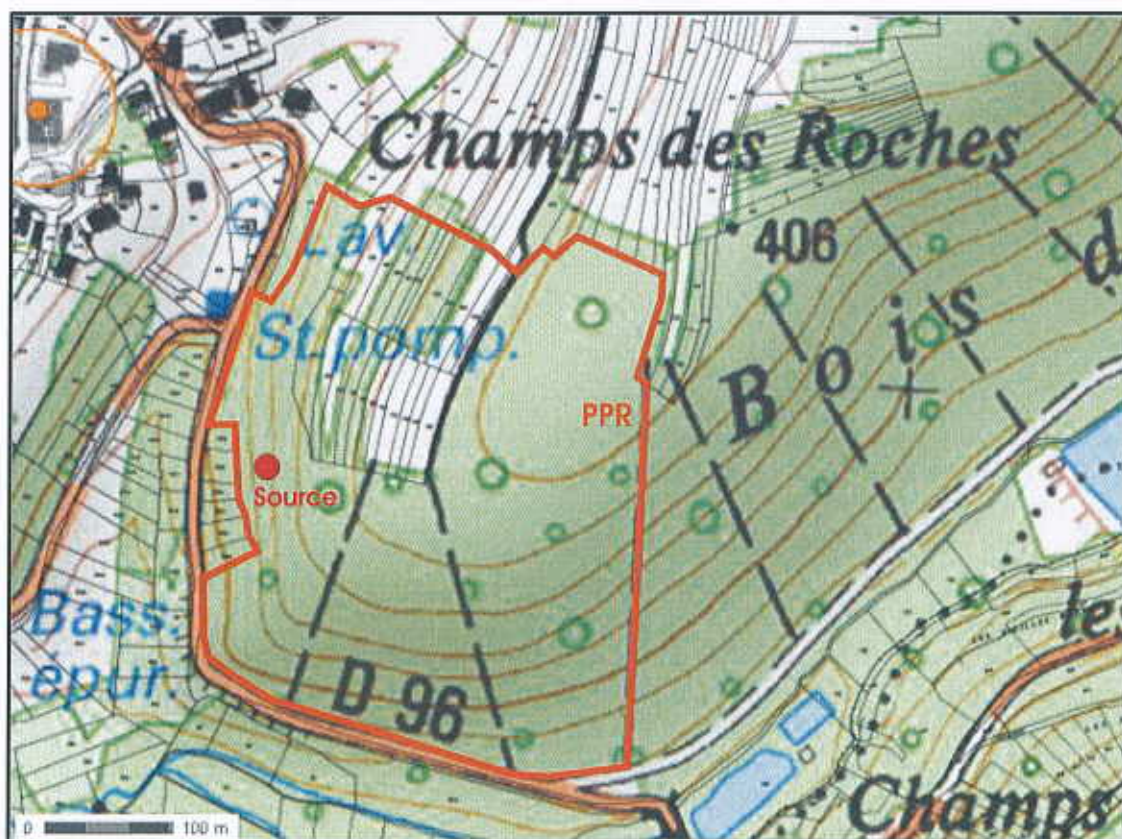 Champs des Roches
Lav.
406
St. pomp.
Bois d
PPR
Source
Bass.
épur.
D 96
les
Champs
0 100 m